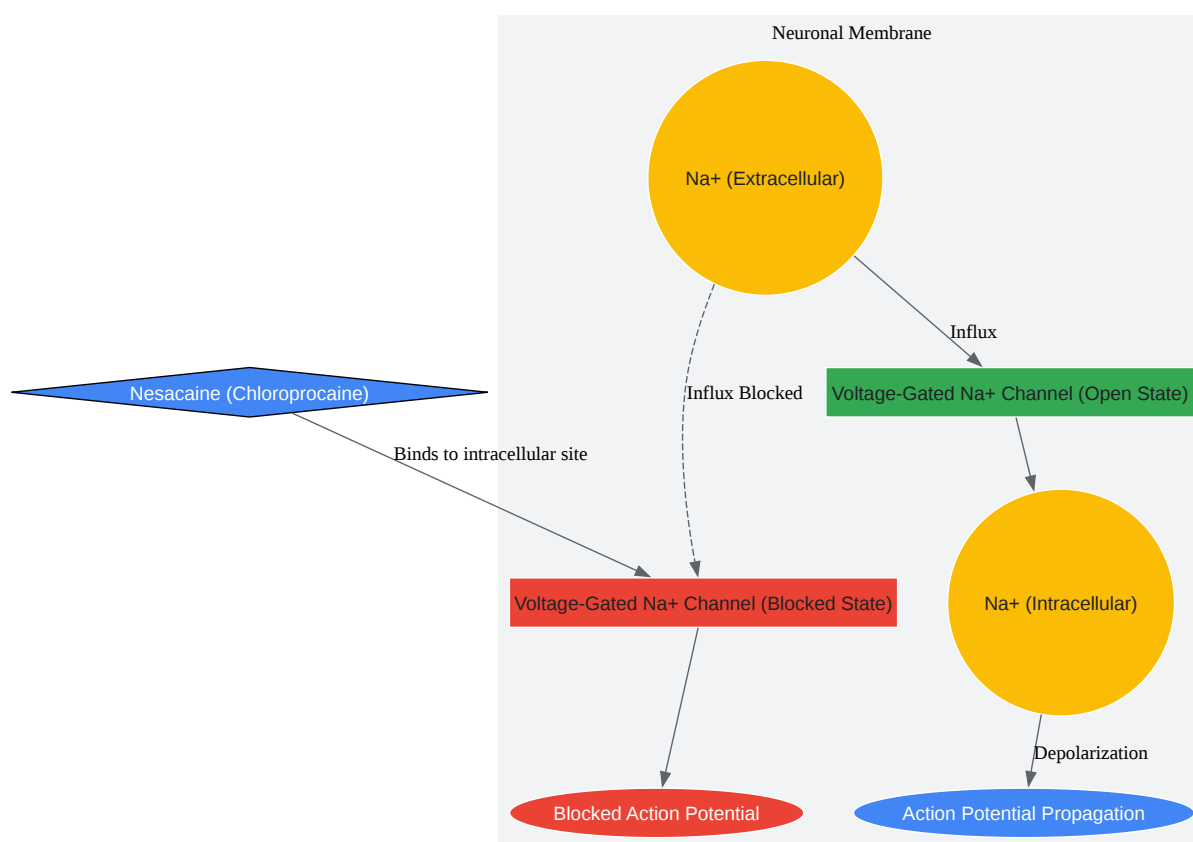 Neuronal Membrane
Na+ (Extracellular)
Influx
Nesacaine (Chloroprocaine)
Influx Blocked
Voltage-Gated Na+ Channel (Open State)
Binds to intracellular site
Voltage-Gated Na+ Channel (Blocked State)
Na+ (Intracellular)
Depolarization
Blocked Action Potential
Action Potential Propagation